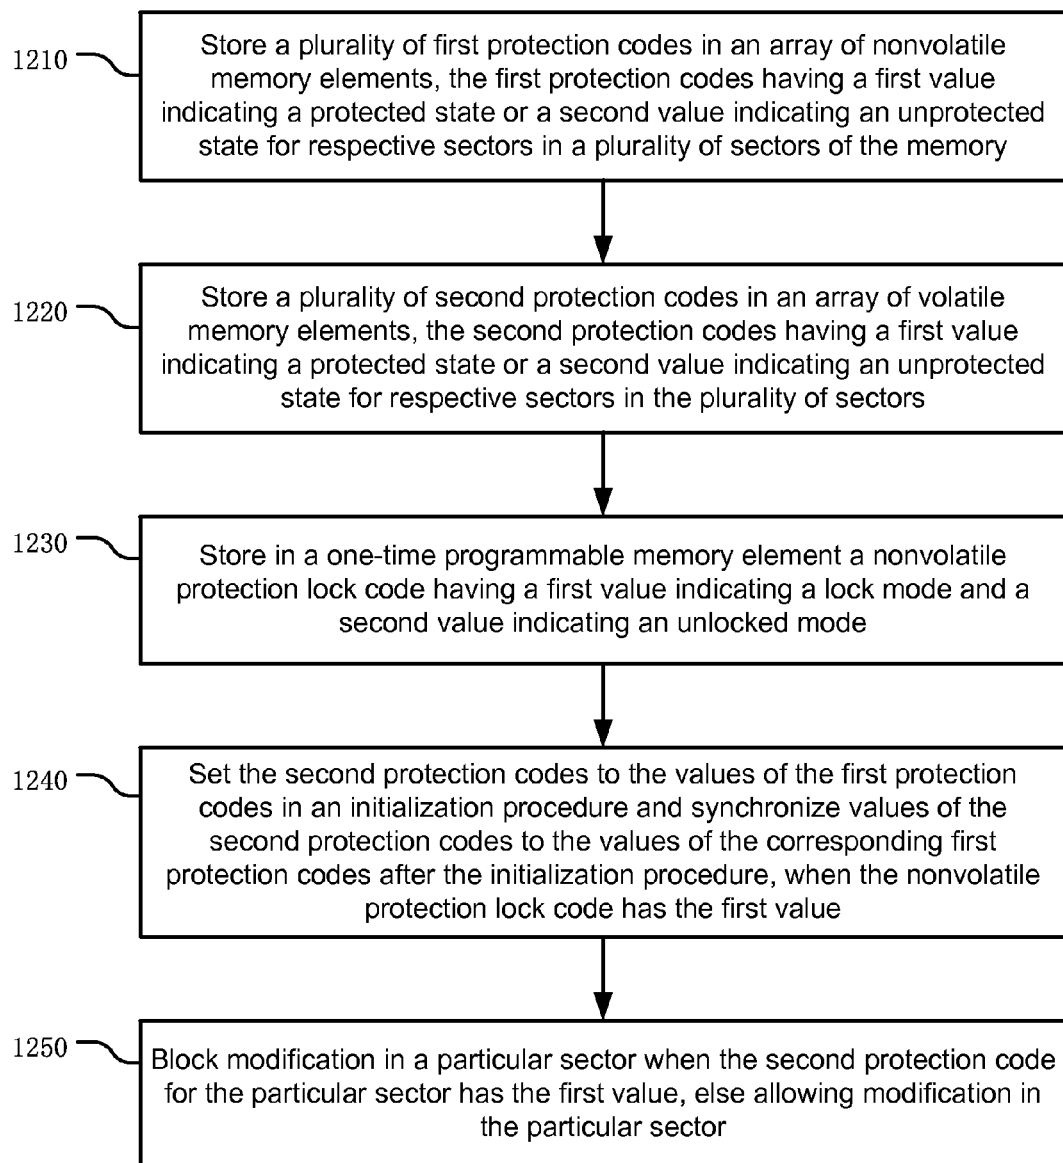 1210
Store a plurality of first protection codes in an array of nonvolatile
memory elements, the first protection codes having a first value
indicating a protected state or a second value indicating an unprotected
state for respective sectors in a plurality of sectors of the memory
1220
Store a plurality of second protection codes in an array of volatile
memory elements, the second protection codes having a first value
indicating a protected state or a second value indicating an unprotected
state for respective sectors in the plurality of sectors
1230
Store in a one-time programmable memory element a nonvolatile
protection lock code having a first value indicating a lock mode and a
second value indicating an unlocked mode
1240
Set the second protection codes to the values of the first protection
codes in an initialization procedure and synchronize values of the
second protection codes to the values of the corresponding first
protection codes after the initialization procedure, when the nonvolatile
protection lock code has the first value
1250
Block modification in a particular sector when the second protection code
for the particular sector has the first value, else allowing modification in
the particular sector